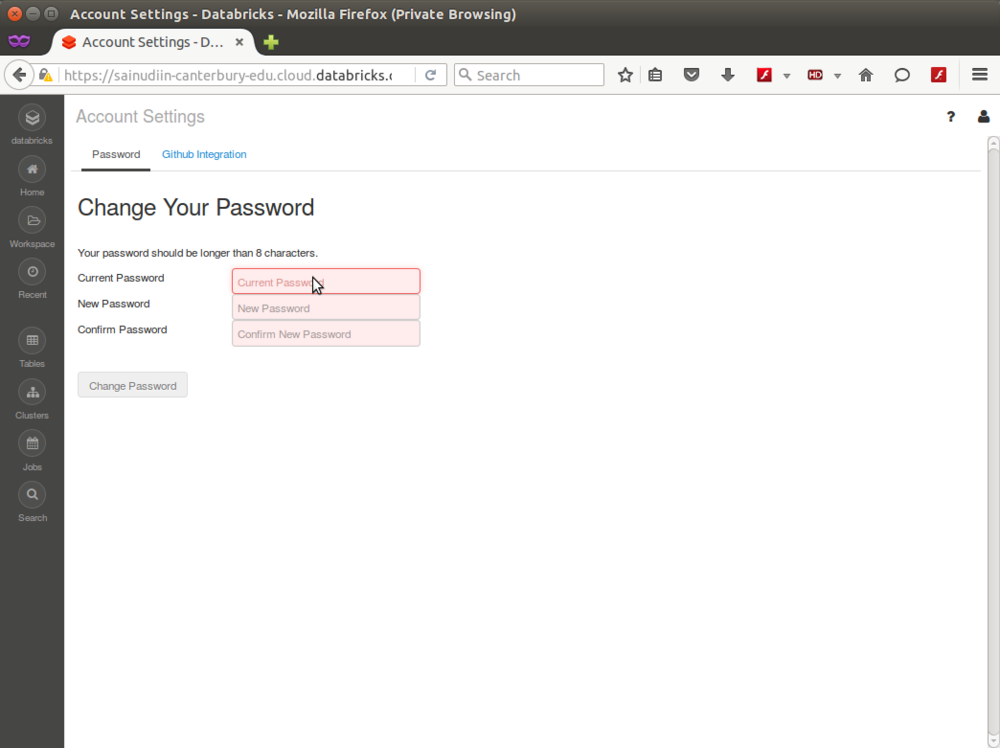 Account Settings - Databricks - Mozilla Firefox (Private Browsing)
Account Settings - D...
https://sainudiin-canterbury-edu.cloud.databricks.c
Search
HD
Account Settings
?
databricks
Home
Workspace
Recent
Tables
Clusters
Jobs
Search
Password
Github Integration
Change Your Password
Your password should be longer than 8 characters.
Current Password
Current Password
New Password
New Password
Confirm Password
Confirm New Password
Change Password